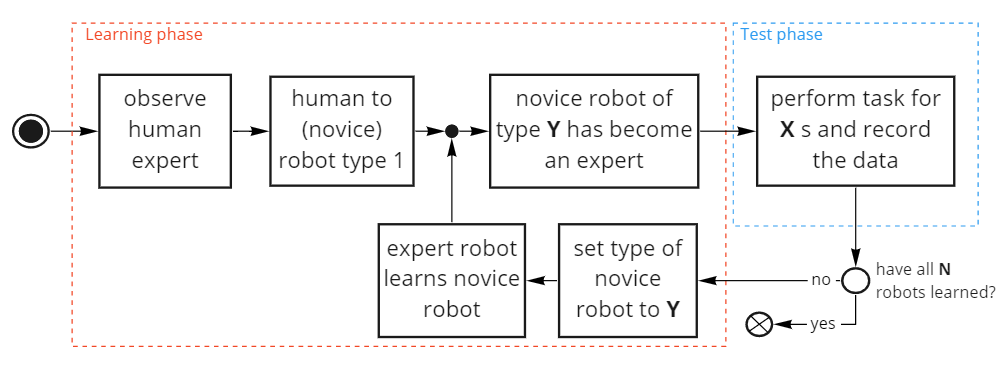 Learning phase
Test phase
observe
human
expert
human to
(novice)
robot type 1
novice robot of
type Y has become
an expert
perform task for
X s and record
the data
expert robot
learns novice
robot
set type of
novice
robot to Y
no
have all N
robots learned?
yes